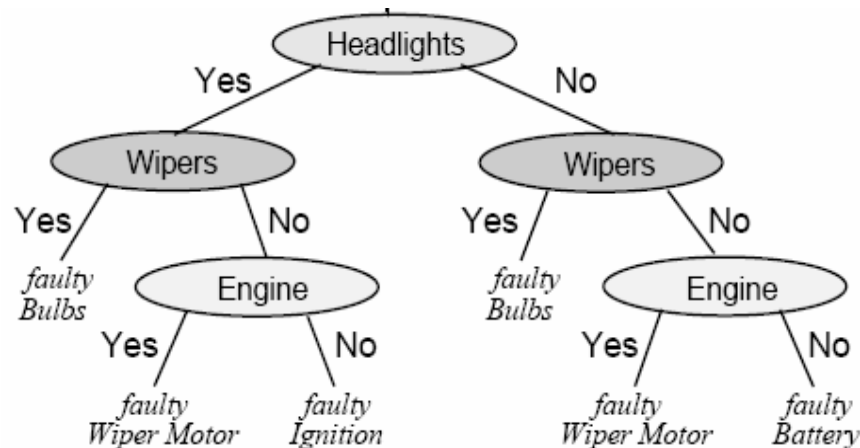 Headlights
Yes No
Wipers Wipers
Yes No Yes No
faulty Bulbs Engine faulty Bulbs Engine
Yes No Yes No
faulty Wiper Motor faulty Ignition faulty Wiper Motor faulty Battery